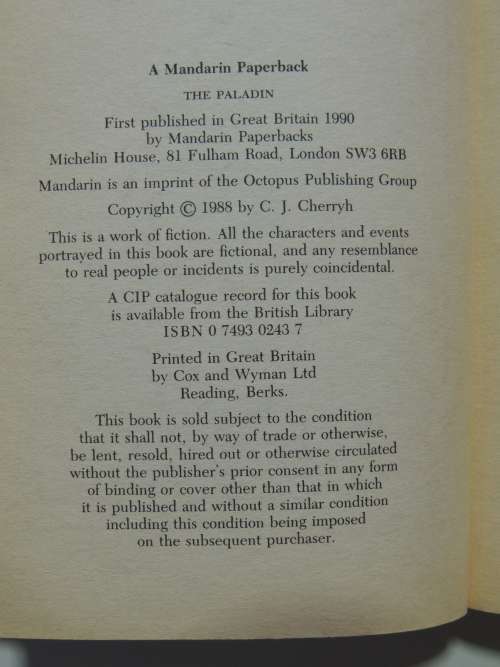 A Mandarin Paperback
THE PALADIN
First published in Great Britain 1990
by Mandarin Paperbacks
Michelin House, 81 Fulham Road, London SW3 6RB
Mandarin is an imprint of the Octopus Publishing Group
Copyright © 1988 by C. J. Cherryh
This is a work of fiction. All the characters and events
portrayed in this book are fictional, and any resemblance
to real people or incidents is purely coincidental.
A CIP catalogue record for this book
is available from the British Library
ISBN 0 7493 0243 7
Printed in Great Britain
by Cox and Wyman Ltd
Reading, Berks.
This book is sold subject to the condition
that it shall not, by way of trade or otherwise,
be lent, resold, hired out or otherwise circulated
without the publisher's prior consent in any form
of binding or cover other than that in which
it is published and without a similar condition
including this condition being imposed
on the subsequent purchaser.